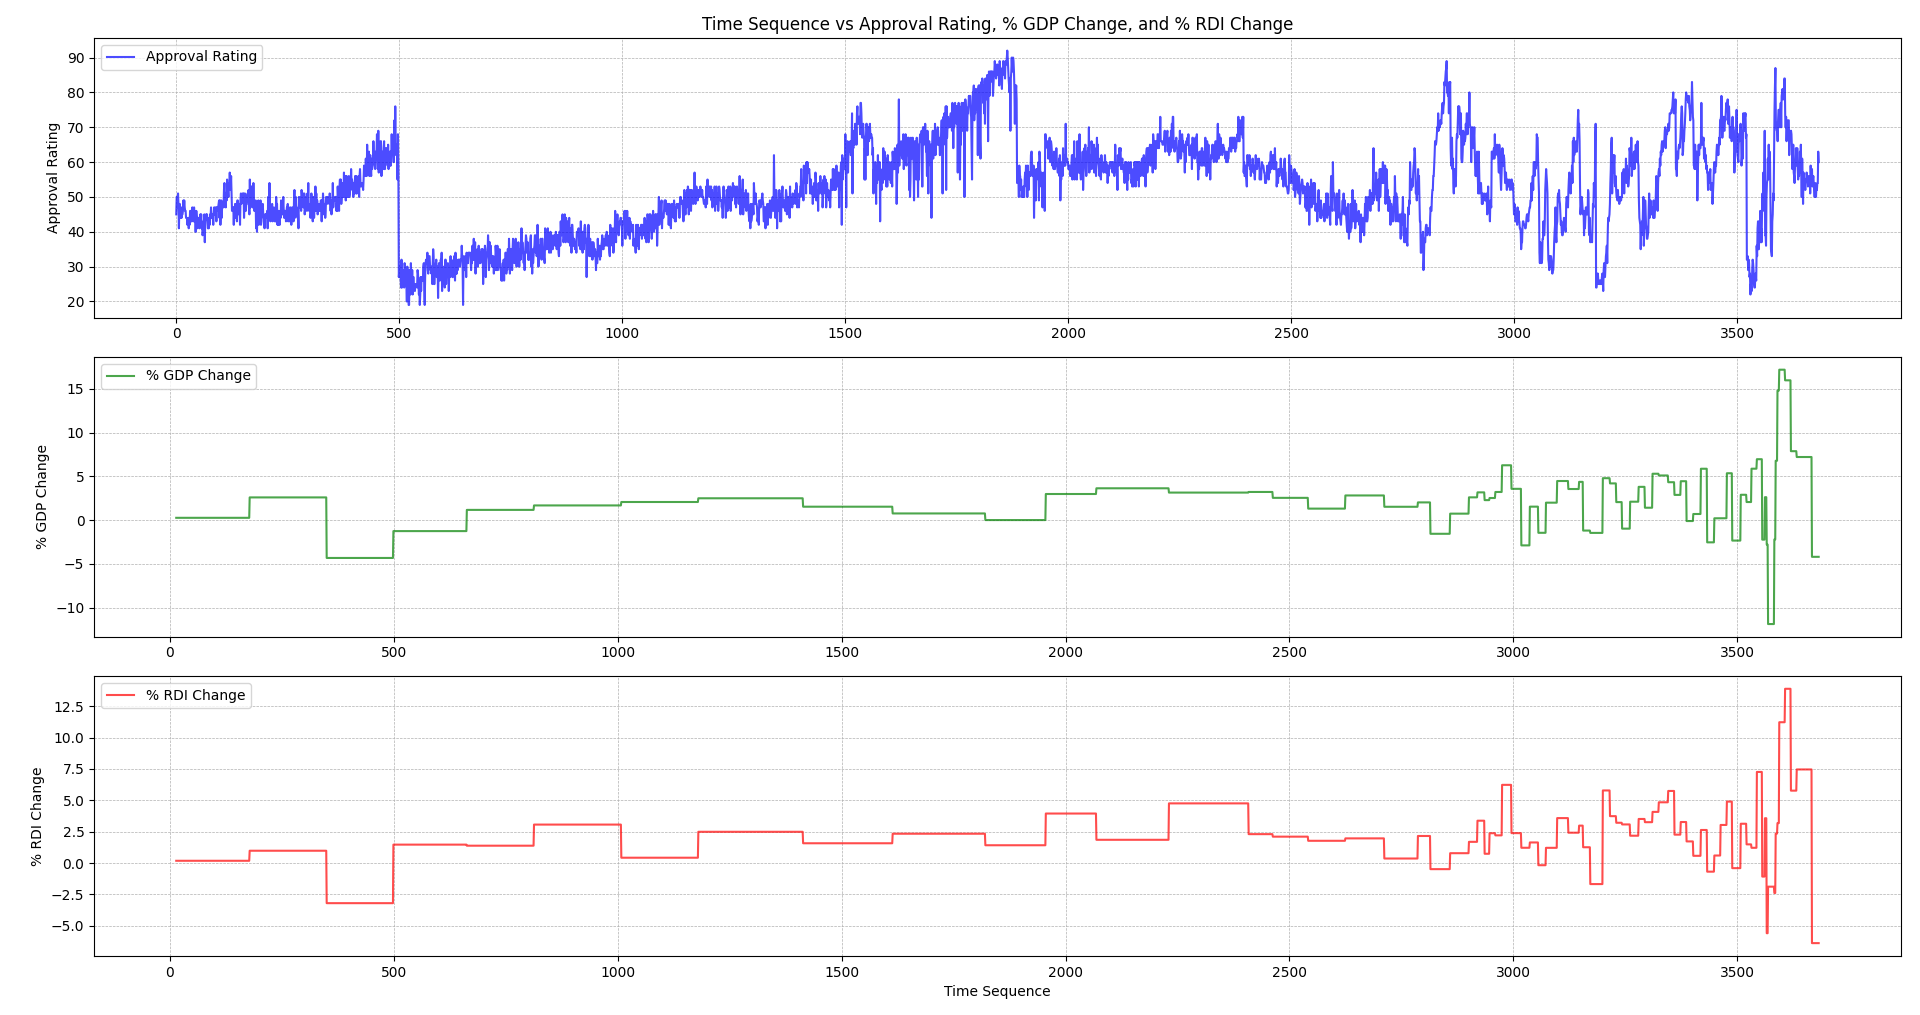 Time Sequence vs Approval Rating, % GDP Change, and % RDI Change
Approval Rating
Approval Rating
90
80
70
60
50
40
30
20
0 500 1000 1500 2000 2500 3000 3500
% GDP Change
% GDP Change
15
10
5
0
−5
−10
0 500 1000 1500 2000 2500 3000 3500
% RDI Change
% RDI Change
12.5
10.0
7.5
5.0
2.5
0.0
−2.5
−5.0
0 500 1000 1500 2000 2500 3000 3500
Time Sequence